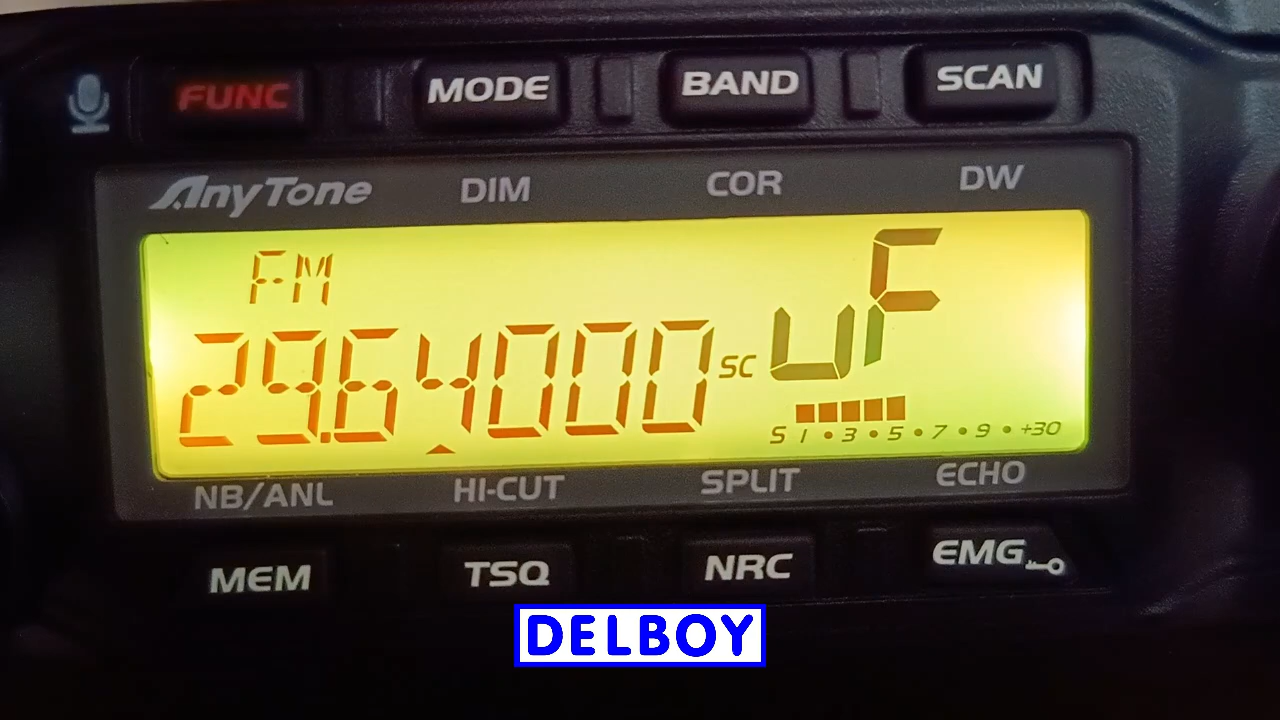 FUNC MODE BAND SCAN
AnyTone DIM COR DW
FM
29.64000 SC UF
S 1 • 3 • 5 • 7 • 9 • +30
NB/ANL HI-CUT SPLIT ECHO
MEM TSQ NRC EMG
DELBOY